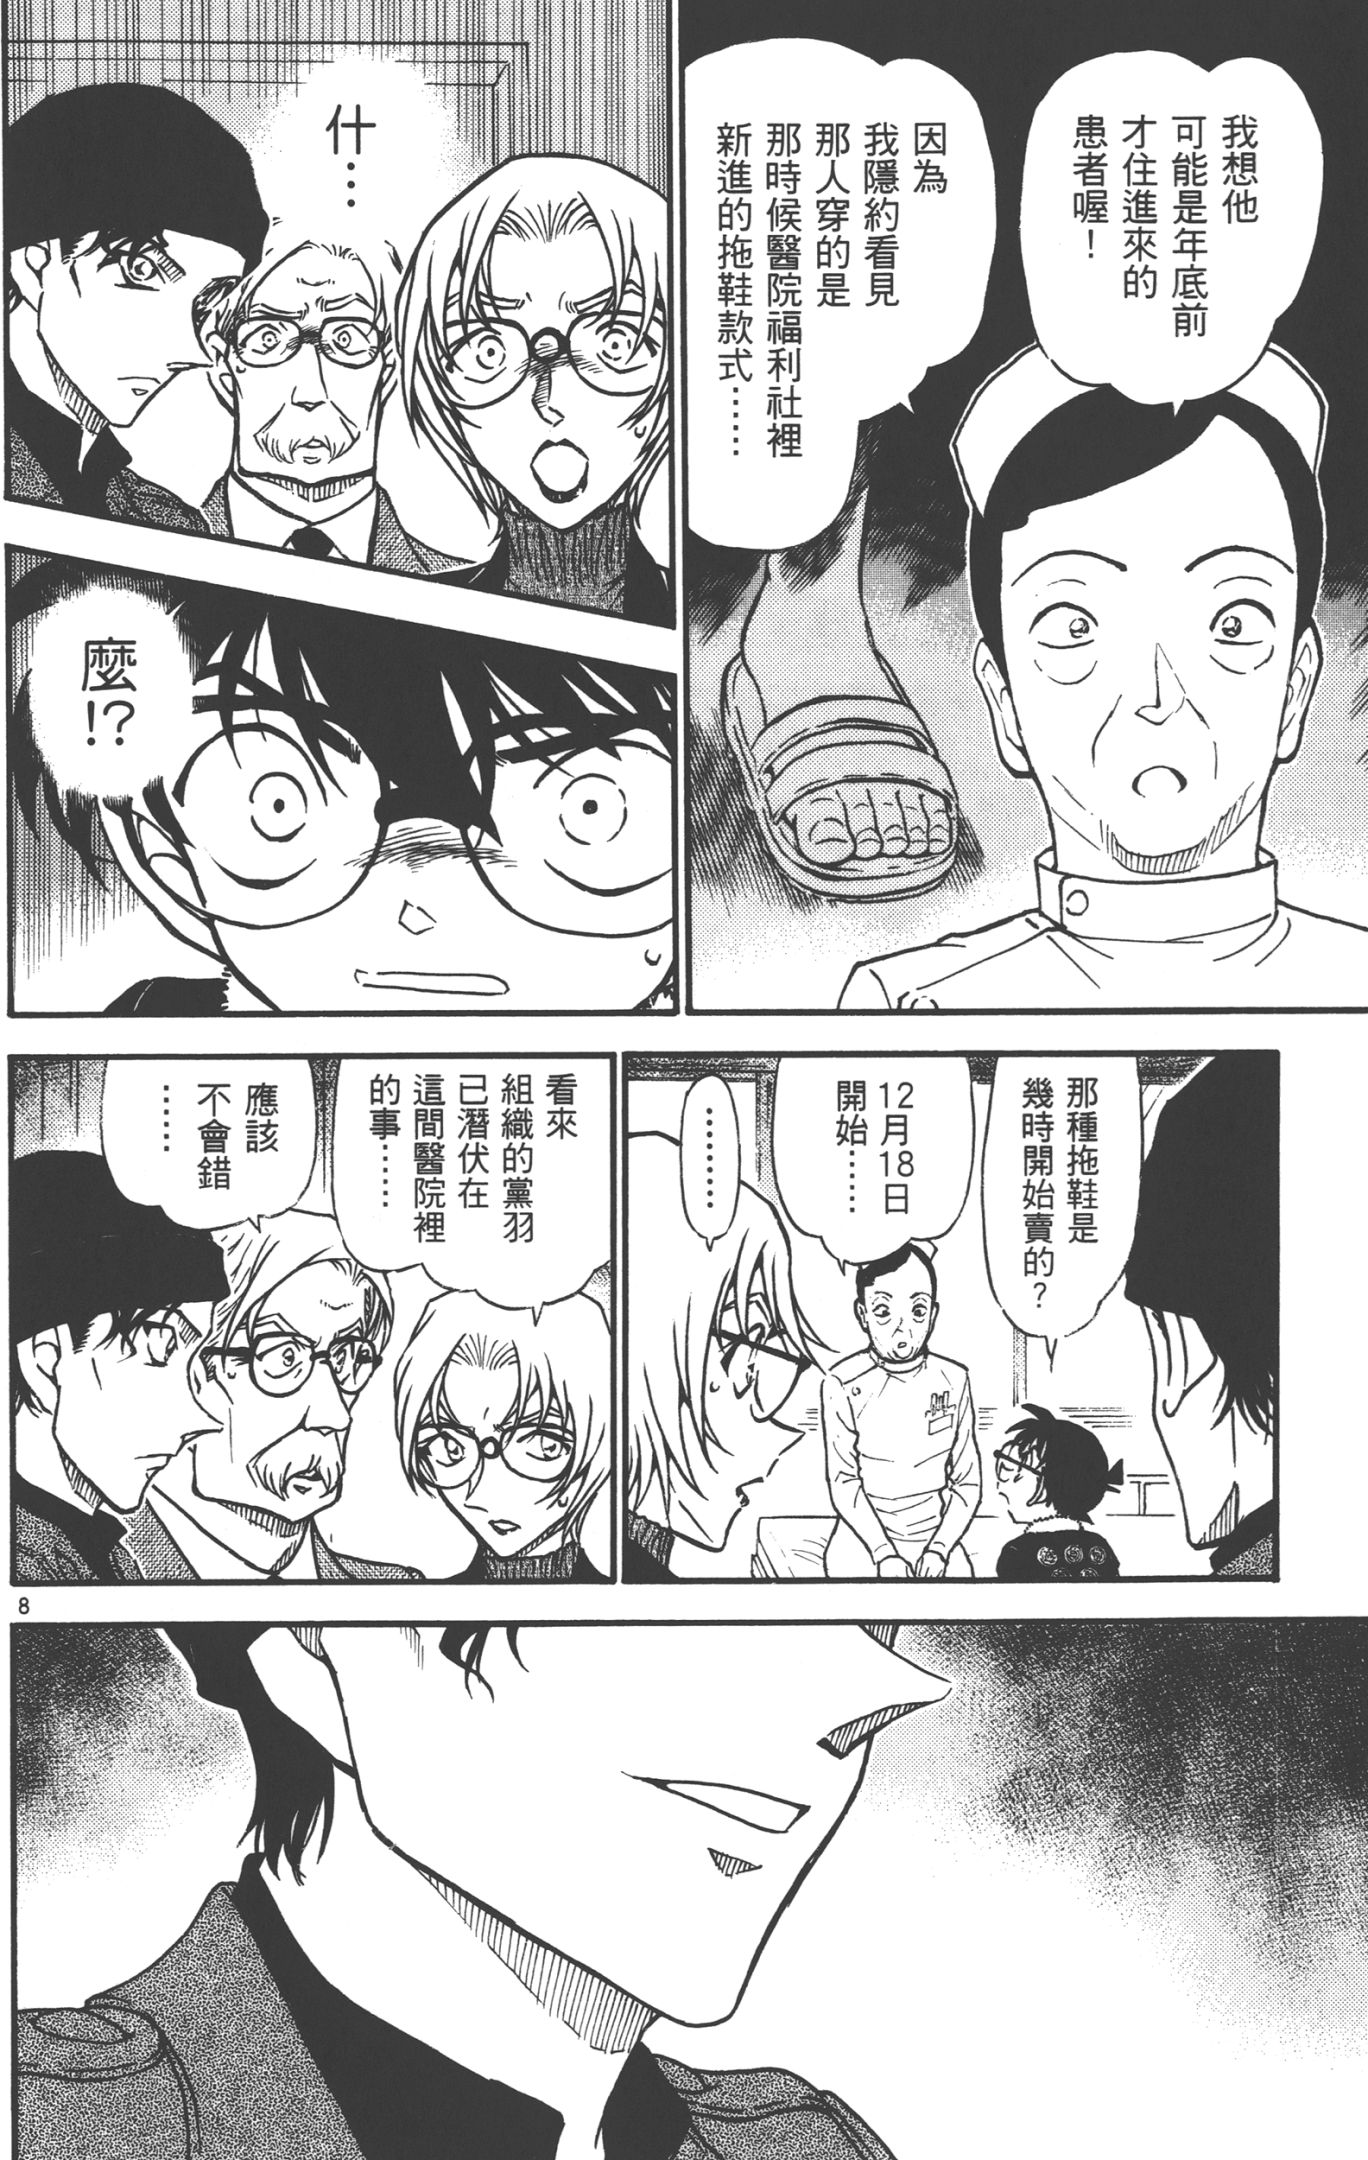 我想他
可能是年底前
才住進來的
患者喔！
因為
我隱約看見
那人穿的是
那時候醫院福利社裡
新進的拖鞋款式……
什…
麼!?
那種拖鞋是
幾時開始賣的？
12月18日
開始……
………
看來
組織的黨羽
已潛伏在
這間醫院裡
的事……
應該
不會錯
……
8